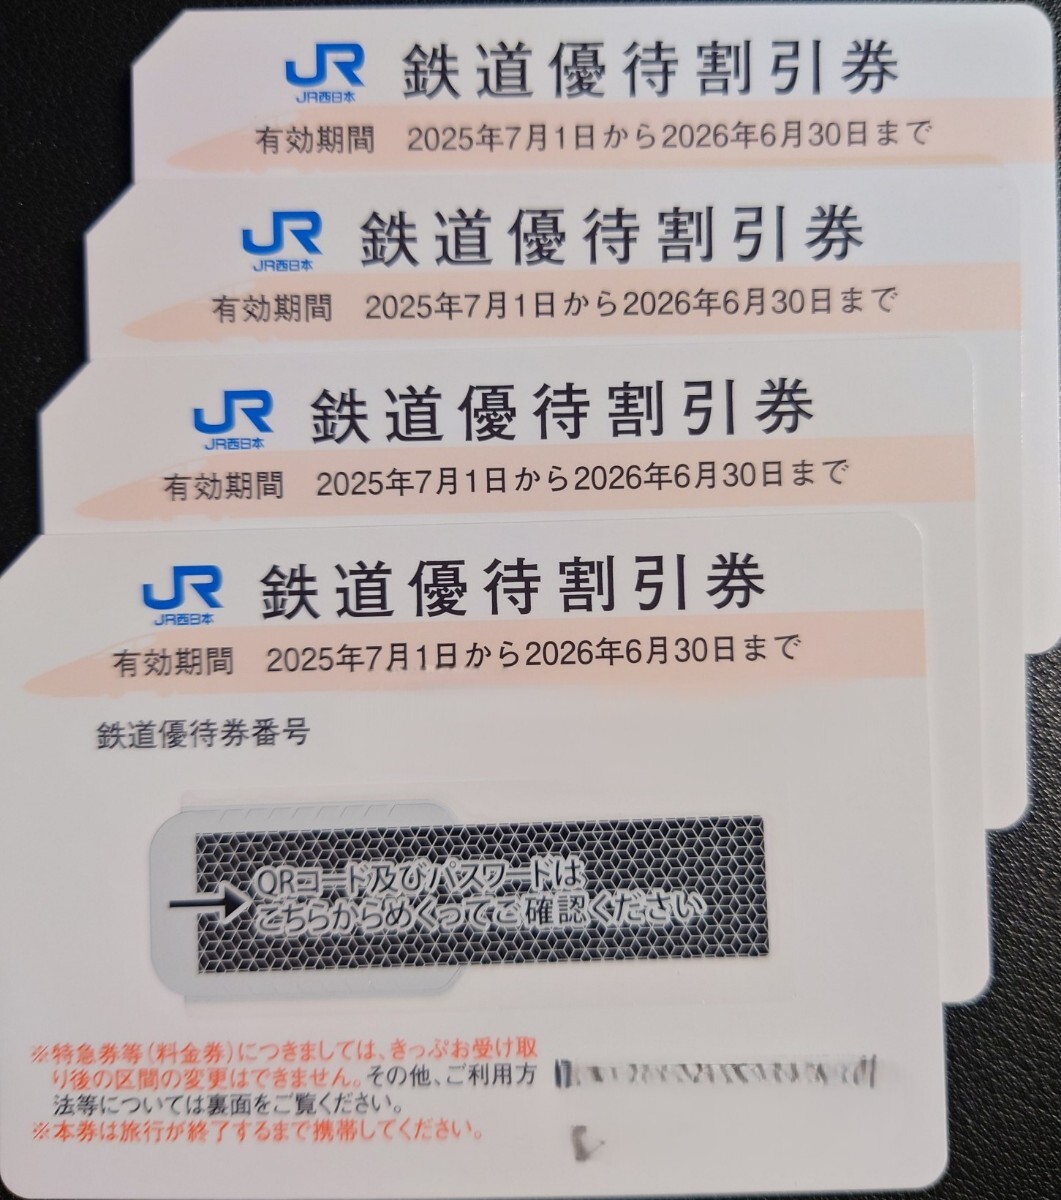 JR 鉄道優待割引券
JR西日本
有効期間 2025年7月1日から2026年6月30日まで
JR 鉄道優待割引券
JR西日本
有効期間 2025年7月1日から2026年6月30日まで
JR 鉄道優待割引券
JR西日本
有効期間 2025年7月1日から2026年6月30日まで
JR 鉄道優待割引券
JR西日本
有効期間 2025年7月1日から2026年6月30日まで
鉄道優待券番号
QRコード及びパスワードは
こちらからめくってご確認ください
※特急券等(料金券)につきましては、きっぷお受け取
り後の区間の変更はできません。その他、ご利用方
法等については裏面をご覧ください。
※本券は旅行が終了するまで携帯してください。